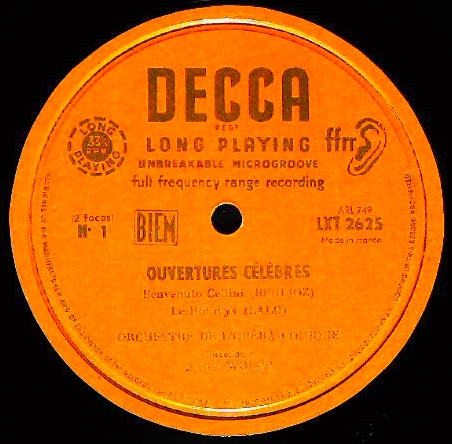 DECCA
REGD
LONG PLAYING
ffrr
LONG
33⅓
RPM
PLAYING
UNBREAKABLE MICROGROOVE
full frequency range recording
(2 Faces)
N° 1
BIEM
ARL 749
LXT 2625
Made in France
OUVERTURES CÉLÈBRES
Benvenuto Cellini (BERLIOZ)
Le Roi d'ys (LALO)
ORCHESTRE DE L'OPÉRA-COMIQUE